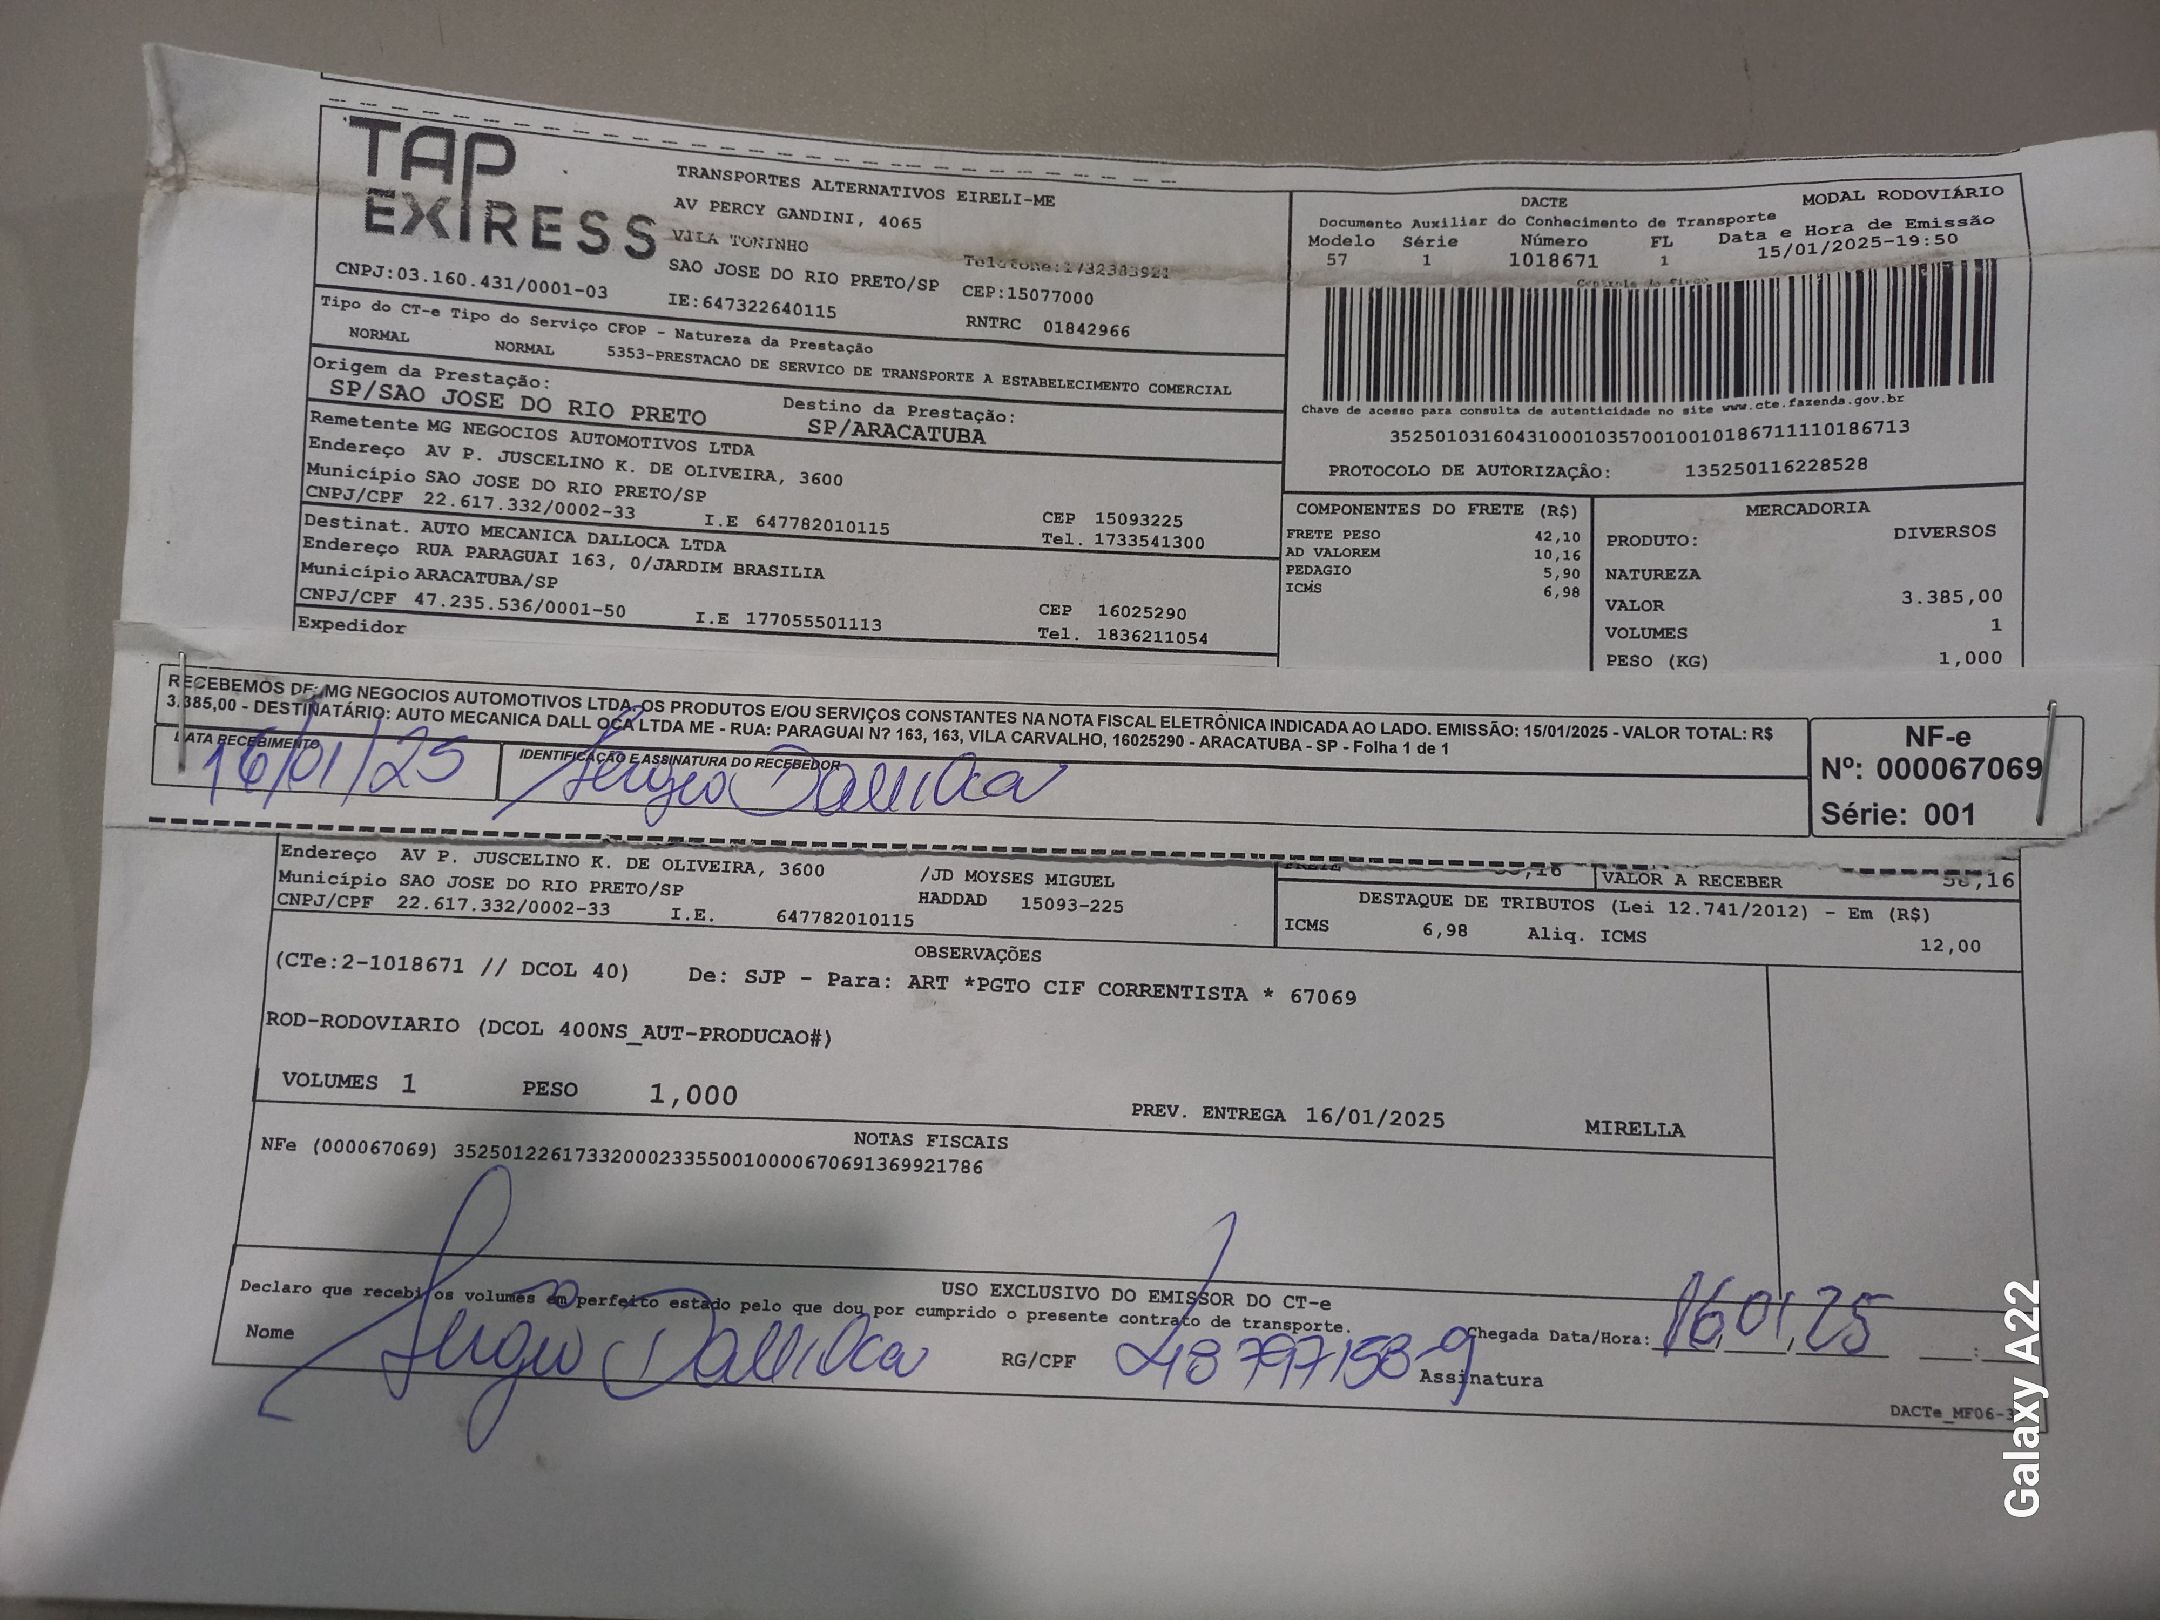 TAP
EXPRESS
TRANSPORTES ALTERNATIVOS EIRELI-ME
AV PERCY GANDINI, 4065
VILA TONINHO
Telefone:1732383921
SAO JOSE DO RIO PRETO/SP CEP:15077000
CNPJ:03.160.431/0001-03 IE:647322640115 RNTRC 01842966
DACTE MODAL RODOVIÁRIO
Documento Auxiliar do Conhecimento de Transporte
Modelo Série Número FL Data e Hora de Emissão
57 1 1018671 1 15/01/2025-19:50
Controle do Fisco
Chave de acesso para consulta de autenticidade no site www.cte.fazenda.gov.br
35250103160431000103570010010186711110186713
PROTOCOLO DE AUTORIZAÇÃO: 135250116228528
Tipo do CT-e Tipo do Serviço CFOP - Natureza da Prestação
NORMAL NORMAL 5353-PRESTACAO DE SERVICO DE TRANSPORTE A ESTABELECIMENTO COMERCIAL
Origem da Prestação: Destino da Prestação:
SP/SAO JOSE DO RIO PRETO SP/ARACATUBA
Remetente MG NEGOCIOS AUTOMOTIVOS LTDA
Endereço AV P. JUSCELINO K. DE OLIVEIRA, 3600
Município SAO JOSE DO RIO PRETO/SP CEP 15093225
CNPJ/CPF 22.617.332/0002-33 I.E 647782010115 Tel. 1733541300
Destinat. AUTO MECANICA DALLOCA LTDA
Endereço RUA PARAGUAI 163, 0/JARDIM BRASILIA
Município ARACATUBA/SP CEP 16025290
CNPJ/CPF 47.235.536/0001-50 I.E 177055501113 Tel. 1836211054
Expedidor
COMPONENTES DO FRETE (R$)
FRETE PESO 42,10
AD VALOREM 10,16
PEDAGIO 5,90
ICMS 6,98
MERCADORIA
PRODUTO: DIVERSOS
NATUREZA
VALOR 3.385,00
VOLUMES 1
PESO (KG) 1,000
RECEBEMOS DE: MG NEGOCIOS AUTOMOTIVOS LTDA. OS PRODUTOS E/OU SERVIÇOS CONSTANTES NA NOTA FISCAL ELETRÔNICA INDICADA AO LADO. EMISSÃO: 15/01/2025 - VALOR TOTAL: R$
3.385,00 - DESTINATÁRIO: AUTO MECANICA DALL OCA LTDA ME - RUA: PARAGUAI N? 163, 163, VILA CARVALHO, 16025290 - ARACATUBA - SP - Folha 1 de 1
DATA RECEBIMENTO IDENTIFICAÇÃO E ASSINATURA DO RECEBEDOR
16/01/25 Sérgio Dall'Oca
NF-e
Nº: 000067069
Série: 001
Endereço AV P. JUSCELINO K. DE OLIVEIRA, 3600 /JD MOYSES MIGUEL
Município SAO JOSE DO RIO PRETO/SP HADDAD 15093-225
CNPJ/CPF 22.617.332/0002-33 I.E. 647782010115
VALOR A RECEBER 58,16
DESTAQUE DE TRIBUTOS (Lei 12.741/2012) - Em (R$)
ICMS 6,98 Aliq. ICMS 12,00
OBSERVAÇÕES
(CTe:2-1018671 // DCOL 40) De: SJP - Para: ART *PGTO CIF CORRENTISTA * 67069
ROD-RODOVIARIO (DCOL 400NS_AUT-PRODUCAO#)
VOLUMES 1 PESO 1,000 PREV. ENTREGA 16/01/2025 MIRELLA
NOTAS FISCAIS
NFe (000067069) 35250122617332000233550010000670691369921786
USO EXCLUSIVO DO EMISSOR DO CT-e
Declaro que recebi os volumes em perfeito estado pelo que dou por cumprido o presente contrato de transporte.
Nome Sérgio Dall'Oca RG/CPF 48797158-9 Assinatura Chegada Data/Hora: 16,01,25 :
DACTe_MF06-3
Galaxy A22